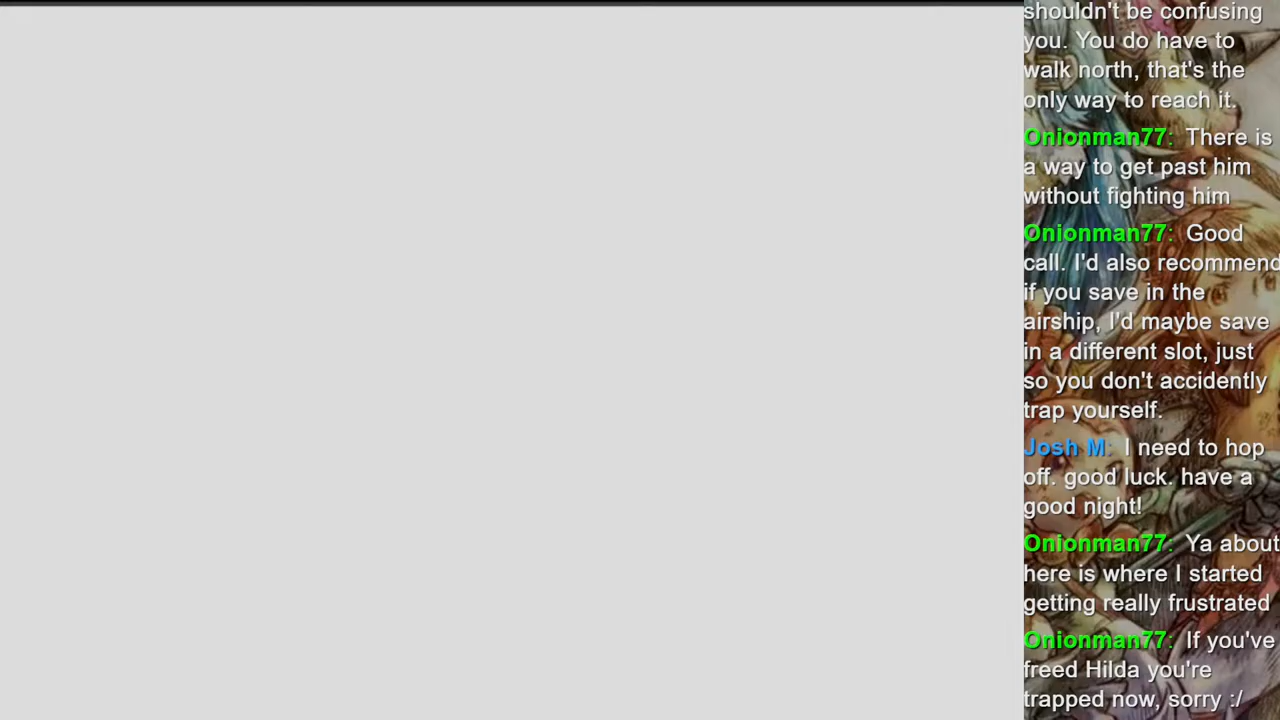 shouldn't be confusing
you. You do have to
walk north, that's the
only way to reach it.
Onionman77: There is
a way to get past him
without fighting him
Onionman77: Good
call. I'd also recommend
if you save in the
airship, I'd maybe save
in a different slot, just
so you don't accidently
trap yourself.
Josh M: I need to hop
off. good luck. have a
good night!
Onionman77: Ya about
here is where I started
getting really frustrated
Onionman77: If you've
freed Hilda you're
trapped now, sorry :/